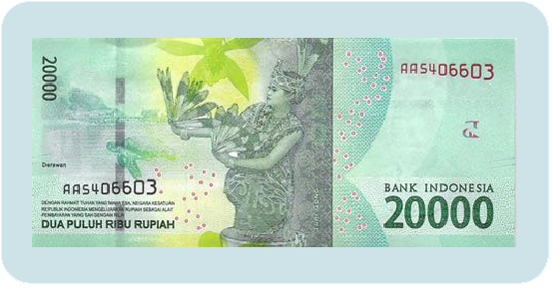 20000
AAS406603
Derawan
AAS406603
DENGAN RAHMAT TUHAN YANG MAHA ESA, NEGARA KESATUAN
REPUBLIK INDONESIA MENGELUARKAN RUPIAH SEBAGAI ALAT
PEMBAYARAN YANG SAH DENGAN NILAI
DUA PULUH RIBU RUPIAH
BANK INDONESIA
20000